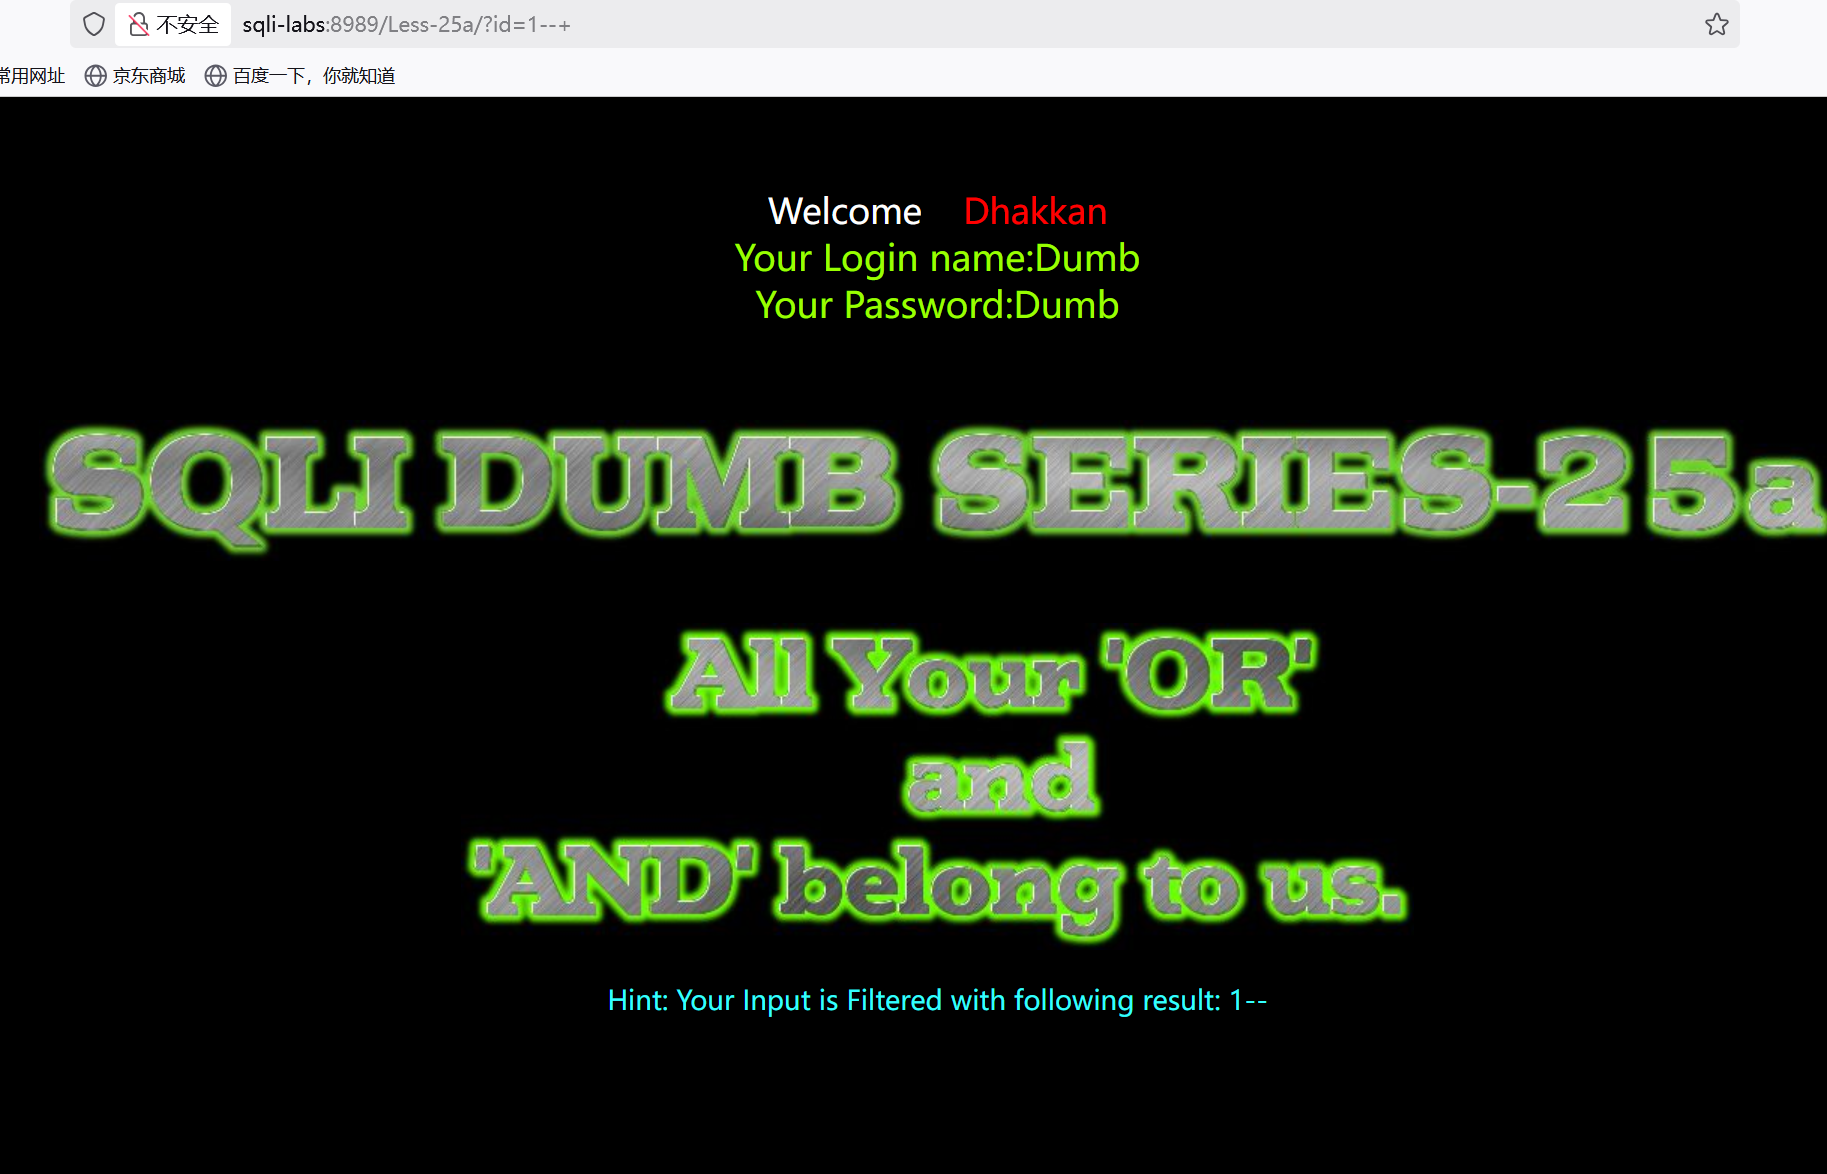 不安全 sqli-labs:8989/Less-25a/?id=1--+
常用网址 京东商城 百度一下，你就知道
Welcome Dhakkan
Your Login name:Dumb
Your Password:Dumb
SQLI DUMB SERIES-25a
All Your 'OR'
and
'AND' belong to us.
Hint: Your Input is Filtered with following result: 1--